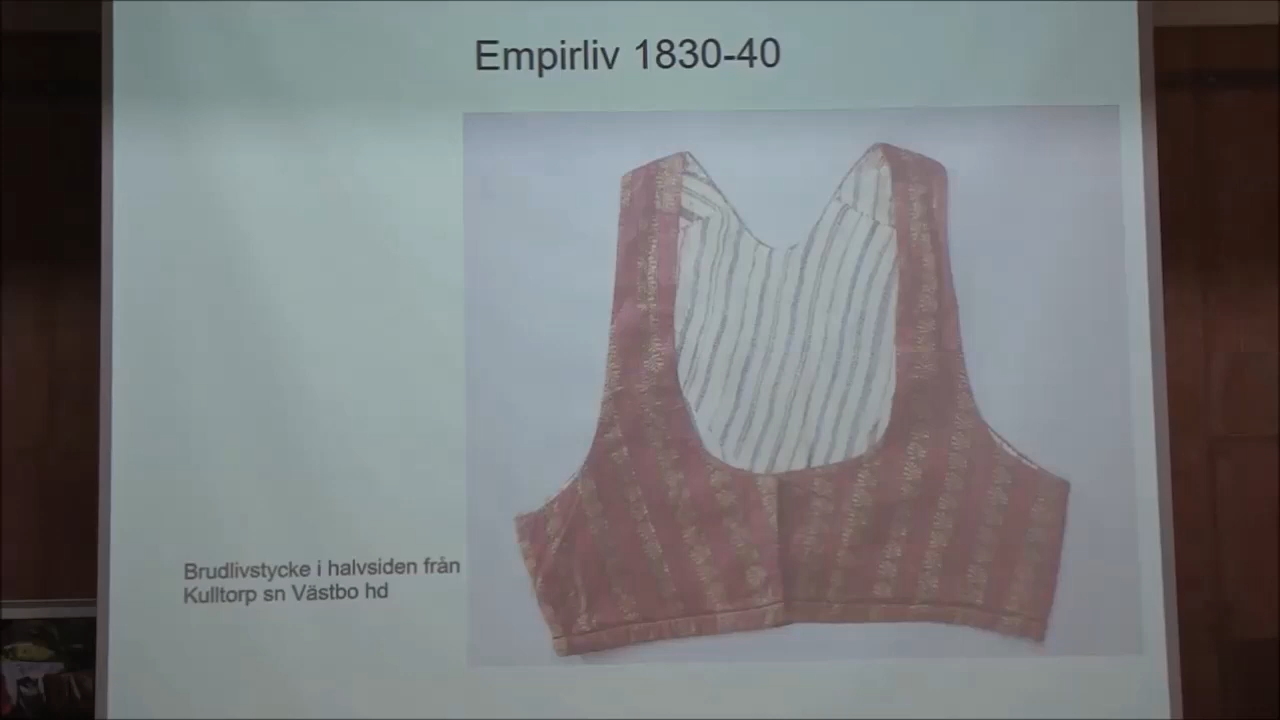 Empirliv 1830-40
Brudlivstycke i halvsiden från
Kulltorp sn Västbo hd